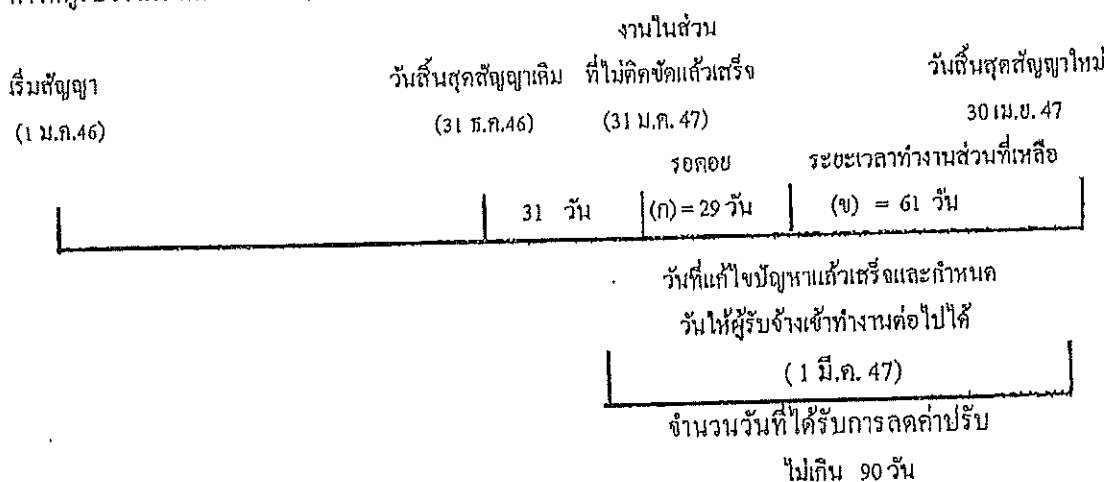 งานในส่วน
เริ่มสัญญา วันสิ้นสุดสัญญาเดิม ที่ไม่ติดขัดแล้วเสร็จ วันสิ้นสุดสัญญาใหม่
(1 ม.ค.46) (31 ธ.ค.46) (31 ม.ค. 47) 30 เม.ย. 47
รอคอย ระยะเวลาทำงานส่วนที่เหลือ
31 วัน (ก) = 29 วัน (ข) = 61 วัน
วันที่แก้ไขปัญหาแล้วเสร็จและกำหนด
วันให้ผู้รับจ้างเข้าทำงานต่อไปได้
(1 มี.ค. 47)
จำนวนวันที่ได้รับการลดค่าปรับ
ไม่เกิน 90 วัน